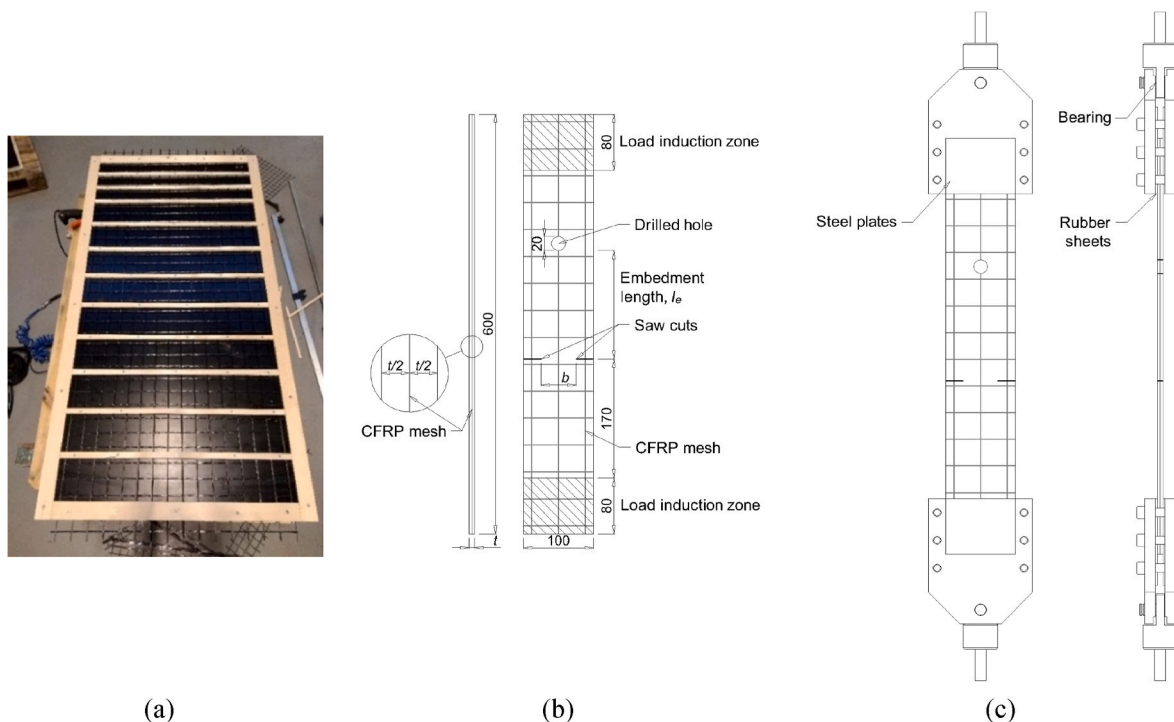 80
Load induction zone
Drilled hole
20
Embedment
length, lₑ
Saw cuts
600
t/2 t/2
b
CFRP mesh
170
CFRP mesh
80
Load induction zone
t
100
Bearing
Steel plates
Rubber
sheets
(a)
(b)
(c)